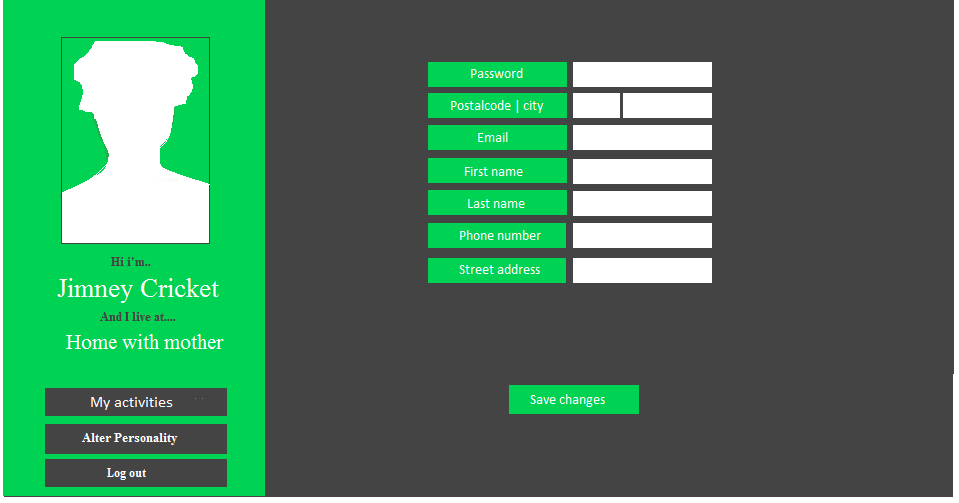 Hi i'm..
Jimney Cricket
And I live at....
Home with mother
My activities
Alter Personality
Log out
Password
Postalcode | city
Email
First name
Last name
Phone number
Street address
Save changes